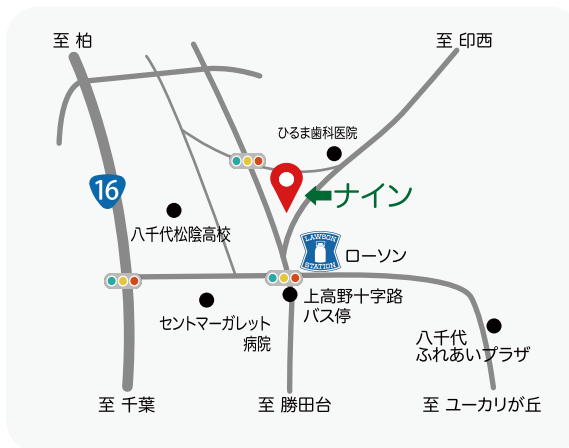 至 柏
至 印西
ひるま歯科医院
16
ナイン
八千代松陰高校
LAWSON
STATION
ローソン
上高野十字路
バス停
セントマーガレット
病院
八千代
ふれあいプラザ
至 千葉
至 勝田台
至 ユーカリが丘